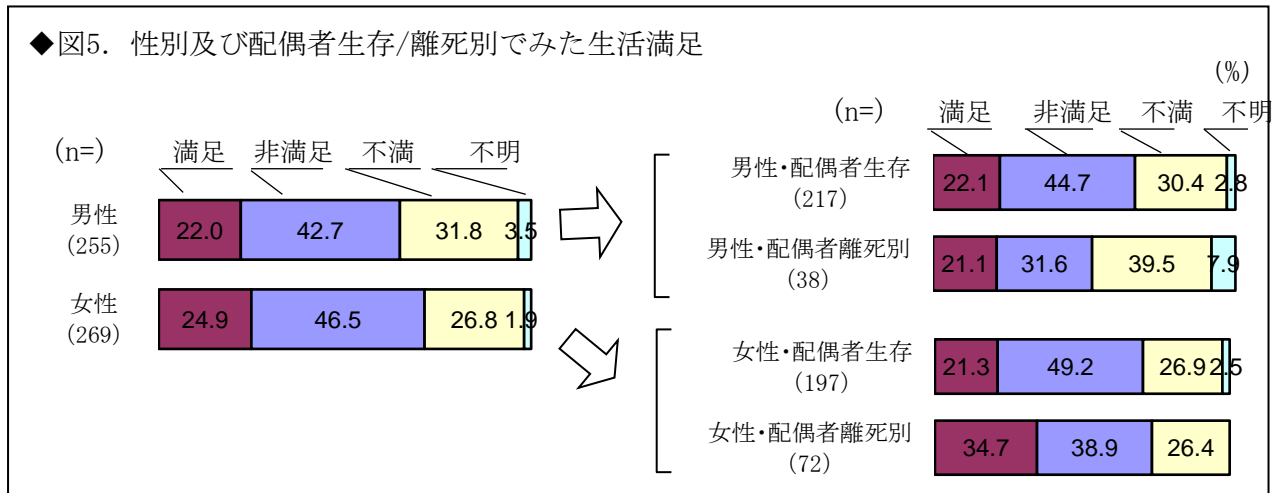 ◆図5. 性別及び配偶者生存/離死別でみた生活満足
(%)
(n=) 満足 非満足 不満 不明
男性
(255)
22.0 42.7 31.8 3.5
女性
(269)
24.9 46.5 26.8 1.9
(n=) 満足 非満足 不満 不明
男性・配偶者生存
(217)
22.1 44.7 30.4 2.8
男性・配偶者離死別
(38)
21.1 31.6 39.5 7.9
女性・配偶者生存
(197)
21.3 49.2 26.9 2.5
女性・配偶者離死別
(72)
34.7 38.9 26.4